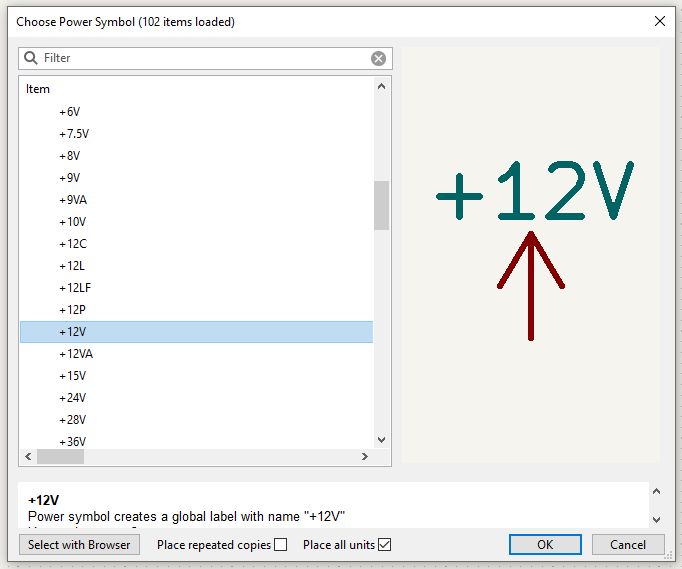 Choose Power Symbol (102 items loaded)
Filter
Item
+6V
+7.5V
+8V
+9V
+9VA
+10V
+12C
+12L
+12LF
+12P
+12V
+12VA
+15V
+24V
+28V
+36V
+12V
+12V
Power symbol creates a global label with name "+12V"
Select with Browser Place repeated copies Place all units OK Cancel